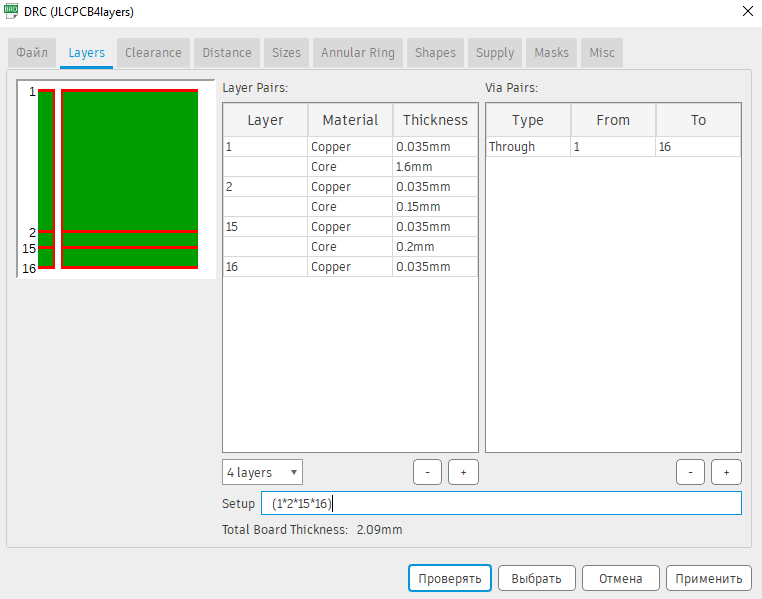 DRC (JLCPCB4layers)
Файл Layers Clearance Distance Sizes Annular Ring Shapes Supply Masks Misc
1
2
15
16
Layer Pairs:
Layer Material Thickness
1 Copper 0.035mm
Core 1.6mm
2 Copper 0.035mm
Core 0.15mm
15 Copper 0.035mm
Core 0.2mm
16 Copper 0.035mm
Via Pairs:
Type From To
Through 1 16
4 layers - + - +
Setup (1*2*15*16)
Total Board Thickness: 2.09mm
Проверять Выбрать Отмена Применить